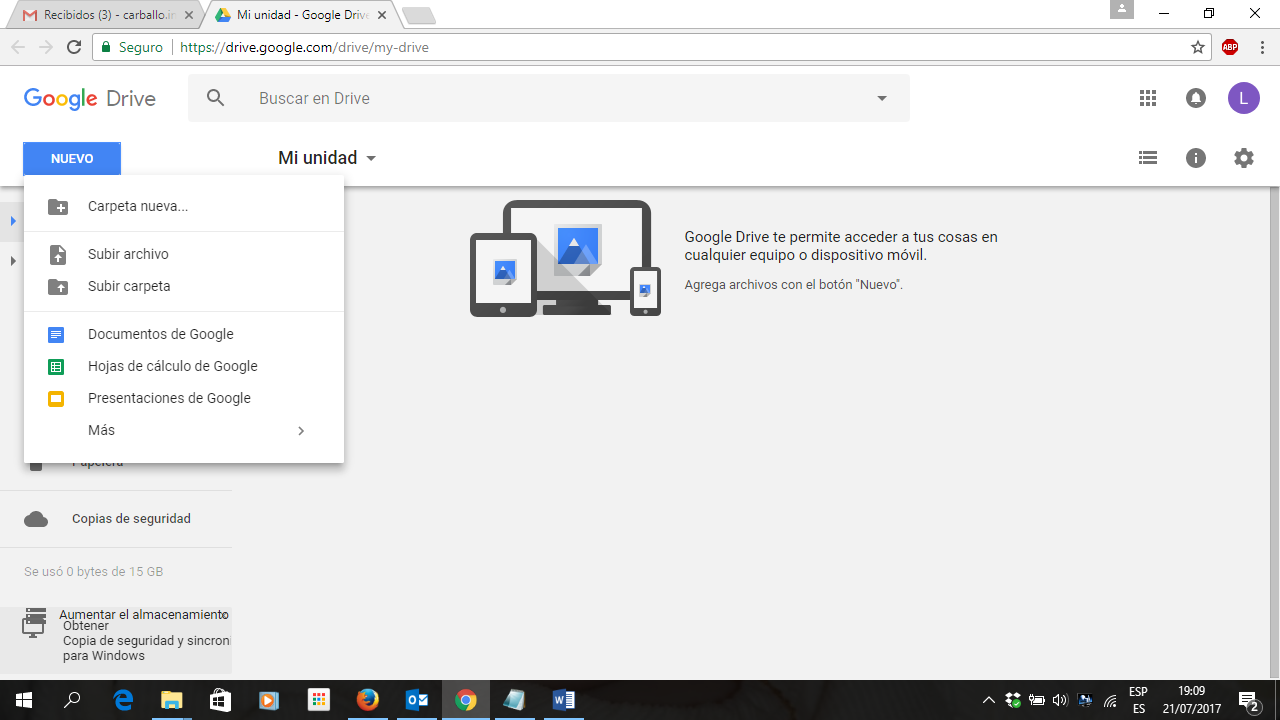 Recibidos (3) - carballo.in
Mi unidad - Google Drive
Seguro
https://drive.google.com/drive/my-drive
ABP
Google Drive
Buscar en Drive
L
NUEVO
Mi unidad
Carpeta nueva...
Subir archivo
Subir carpeta
Documentos de Google
Hojas de cálculo de Google
Presentaciones de Google
Más
Google Drive te permite acceder a tus cosas en
cualquier equipo o dispositivo móvil.
Agrega archivos con el botón "Nuevo".
Papelera
Copias de seguridad
Se usó 0 bytes de 15 GB
Aumentar el almacenamiento
Obtener
Copia de seguridad y sincroni
para Windows
ESP
ES
19:09
21/07/2017
2